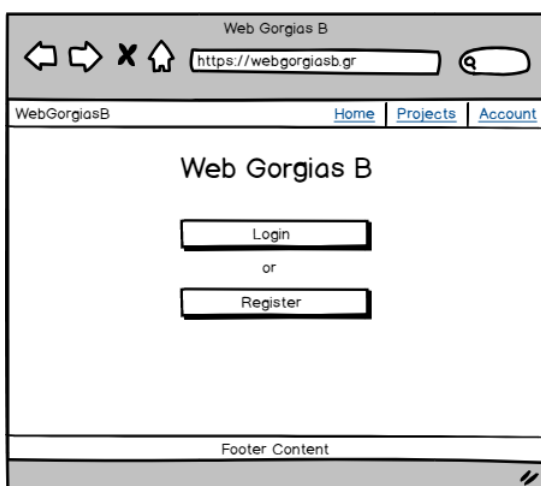 Web Gorgias B
https://webgorgiasb.gr
WebGorgiasB Home Projects Account
Web Gorgias B
Login
or
Register
Footer Content